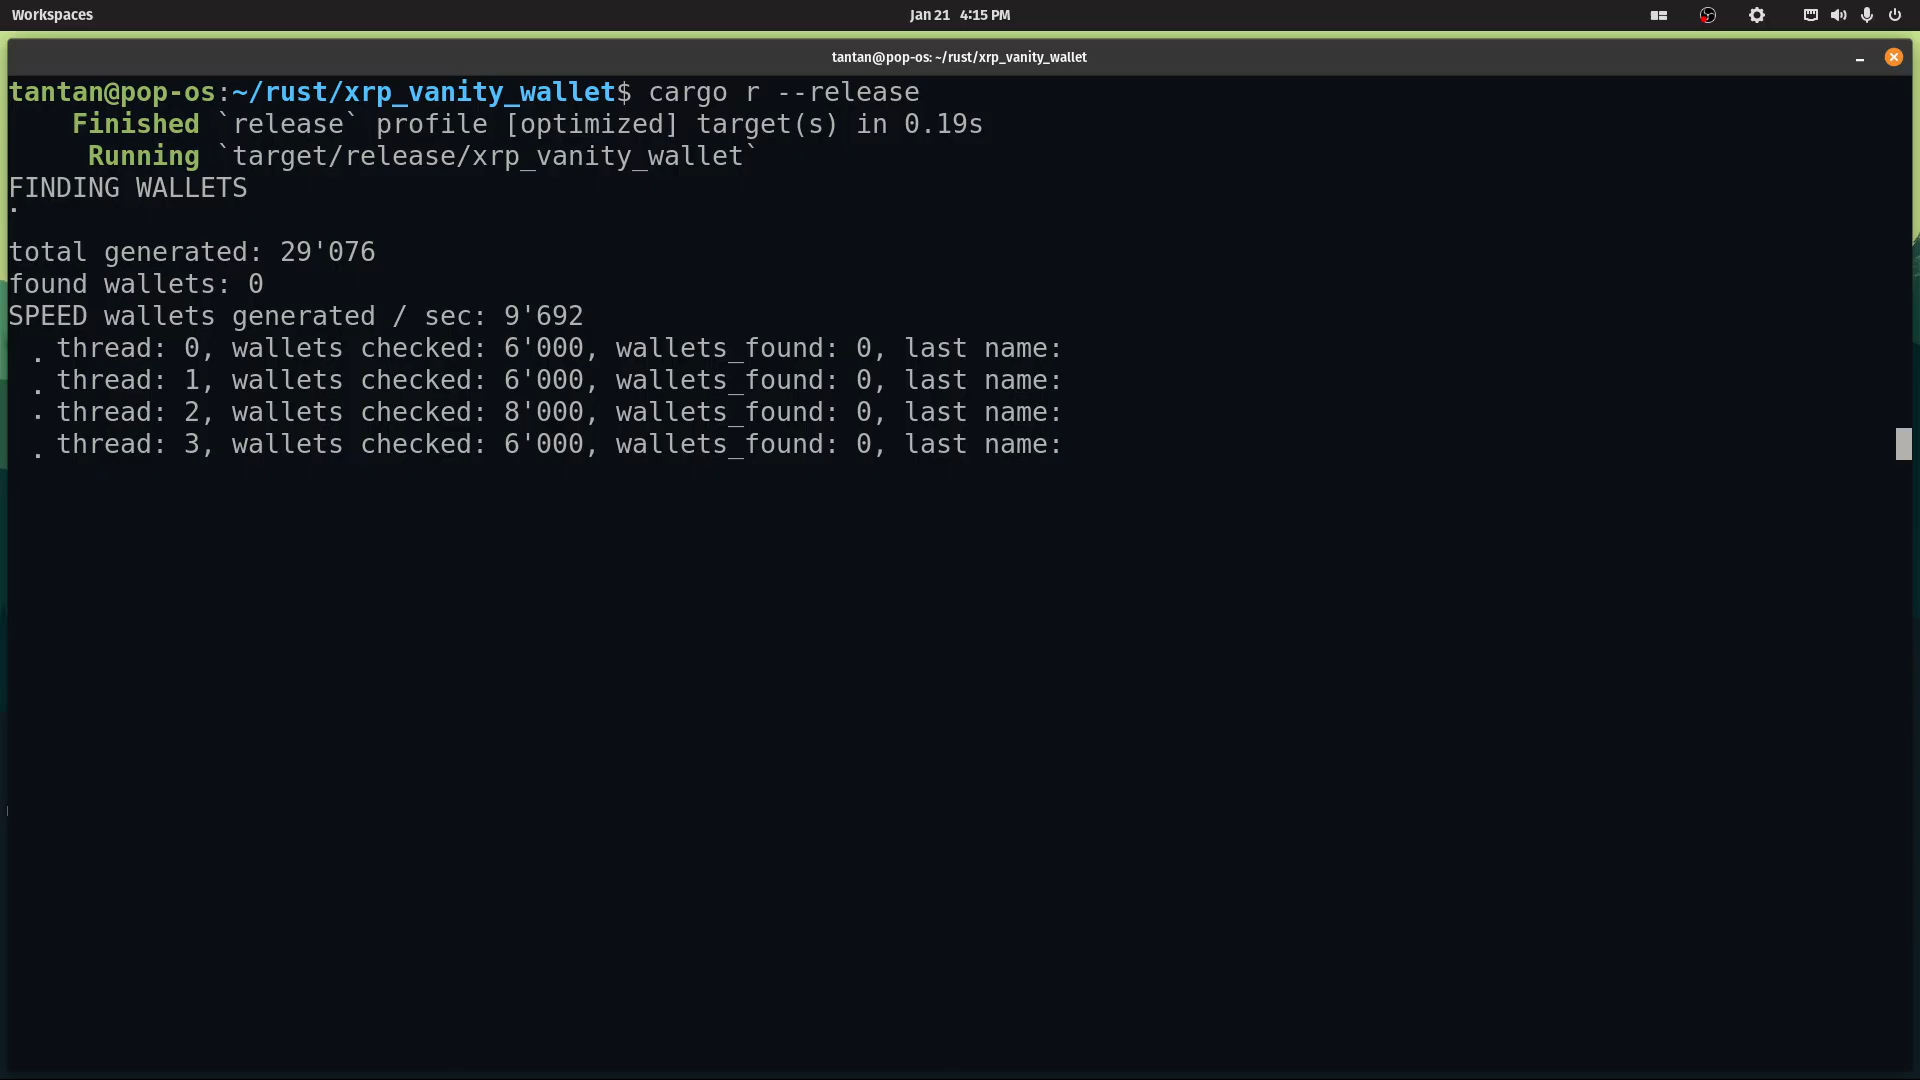 Workspaces
Jan 21 4:15 PM
tantan@pop-os: ~/rust/xrp_vanity_wallet
tantan@pop-os:~/rust/xrp_vanity_wallet$ cargo r --release
Finished `release` profile [optimized] target(s) in 0.19s
Running `target/release/xrp_vanity_wallet`
FINDING WALLETS
total generated: 29'076
found wallets: 0
SPEED wallets generated / sec: 9'692
. thread: 0, wallets checked: 6'000, wallets_found: 0, last name:
. thread: 1, wallets checked: 6'000, wallets_found: 0, last name:
. thread: 2, wallets checked: 8'000, wallets_found: 0, last name:
. thread: 3, wallets checked: 6'000, wallets_found: 0, last name: